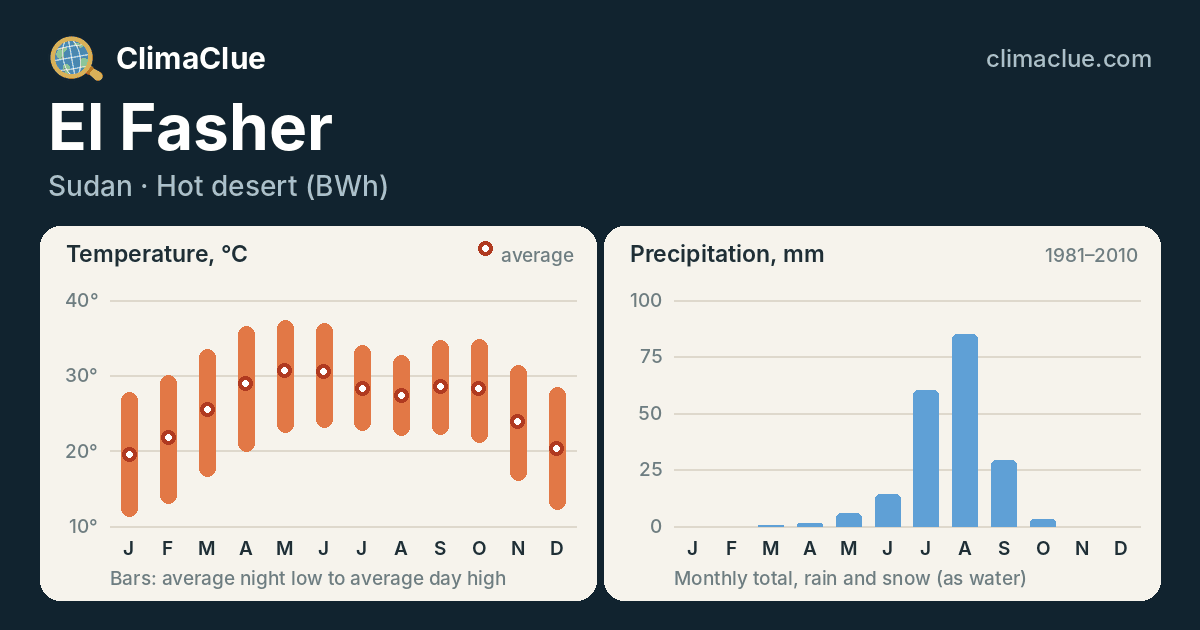 ClimaClue
climaclue.com
El Fasher
Sudan · Hot desert (BWh)
Temperature, °C
average
40°
30°
20°
10°
J F M A M J J A S O N D
Bars: average night low to average day high
Precipitation, mm
1981–2010
100
75
50
25
0
J F M A M J J A S O N D
Monthly total, rain and snow (as water)